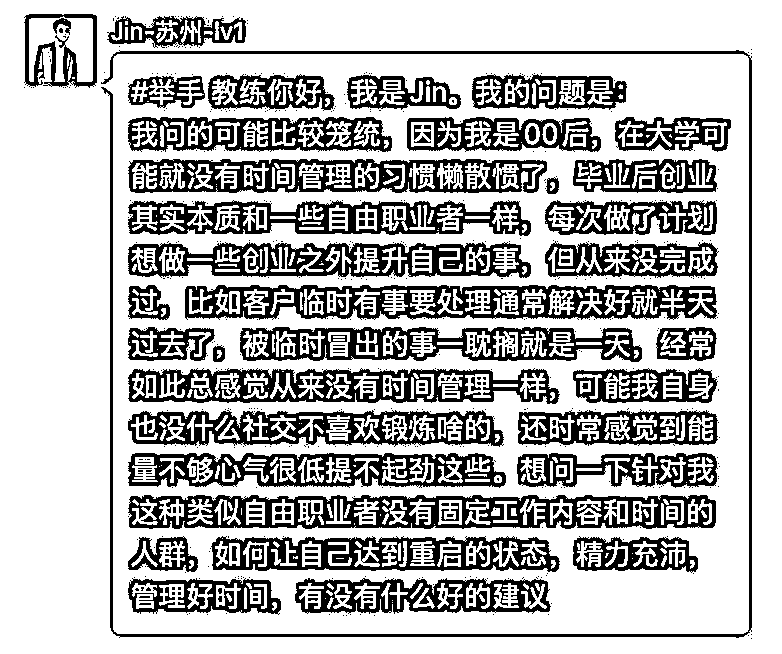 Jin-苏州-lv1
#举手 教练你好，我是Jin。我的问题是：
我问的可能比较笼统，因为我是00后，在大学可
能就没有时间管理的习惯懒散惯了，毕业后创业
其实本质和一些自由职业者一样，每次做了计划
想做一些创业之外提升自己的事，但从来没完成
过，比如客户临时有事要处理通常解决好就半天
过去了，被临时冒出的事一耽搁就是一天，经常
如此总感觉从来没有时间管理一样，可能我自身
也没什么社交不喜欢锻炼啥的，还时常感觉到能
量不够心气很低提不起劲这些。想问一下针对我
这种类似自由职业者没有固定工作内容和时间的
人群，如何让自己达到重启的状态，精力充沛，
管理好时间，有没有什么好的建议